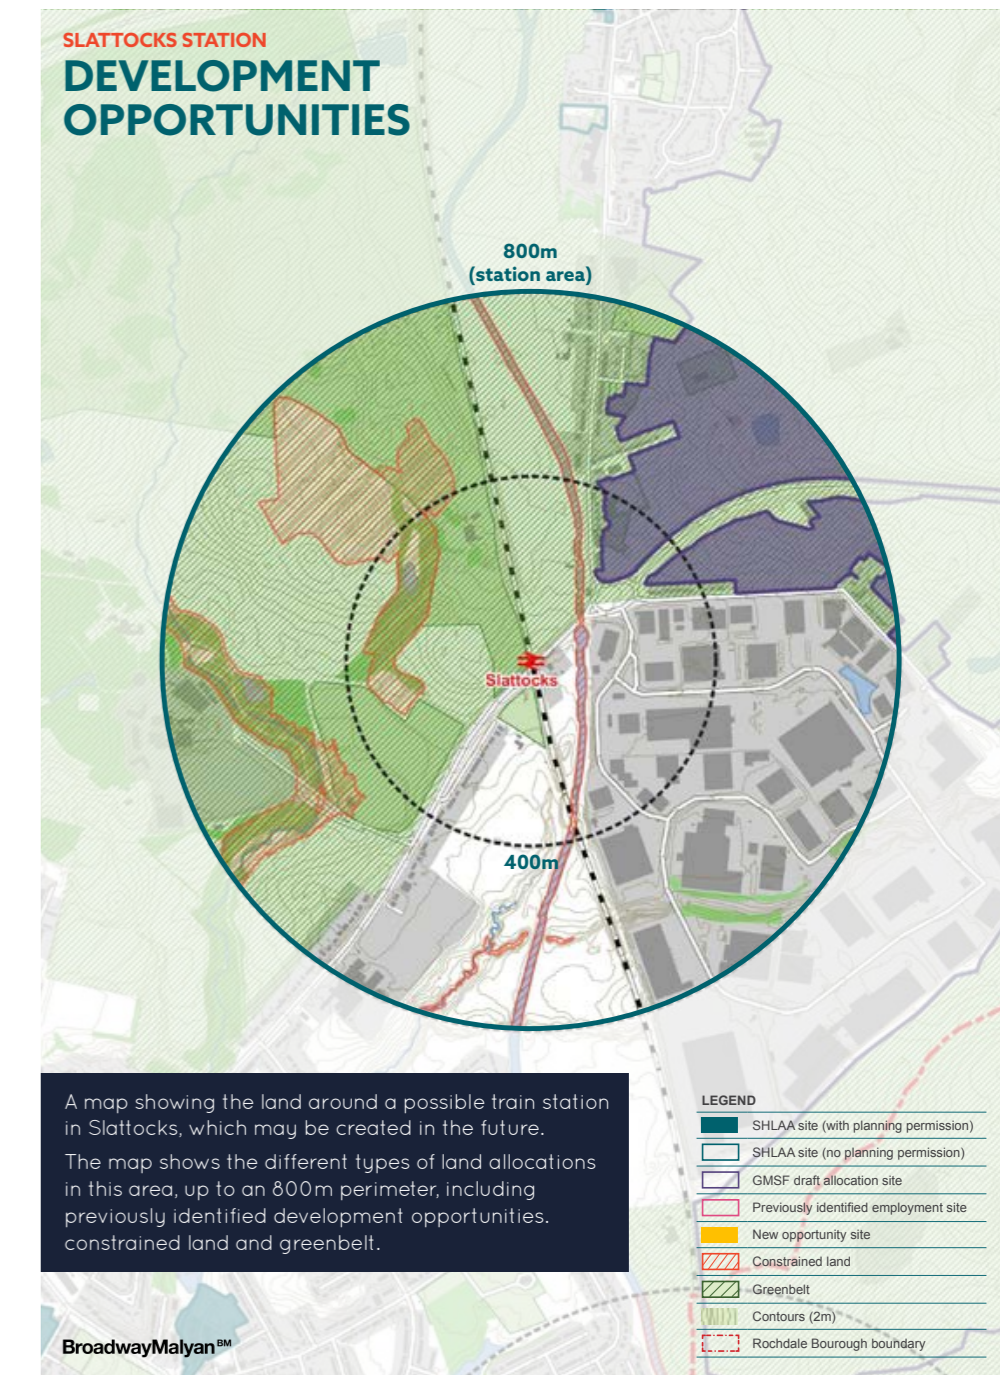 SLATTOCKS STATION
DEVELOPMENT
OPPORTUNITIES
800m
(station area)
Slattocks
400m
A map showing the land around a possible train station
in Slattocks, which may be created in the future.
The map shows the different types of land allocations
in this area, up to an 800m perimeter, including
previously identified development opportunities.
constrained land and greenbelt.
LEGEND
SHLAA site (with planning permission)
SHLAA site (no planning permission)
GMSF draft allocation site
Previously identified employment site
New opportunity site
Constrained land
Greenbelt
Contours (2m)
Rochdale Bourough boundary
BroadwayMalyan BM